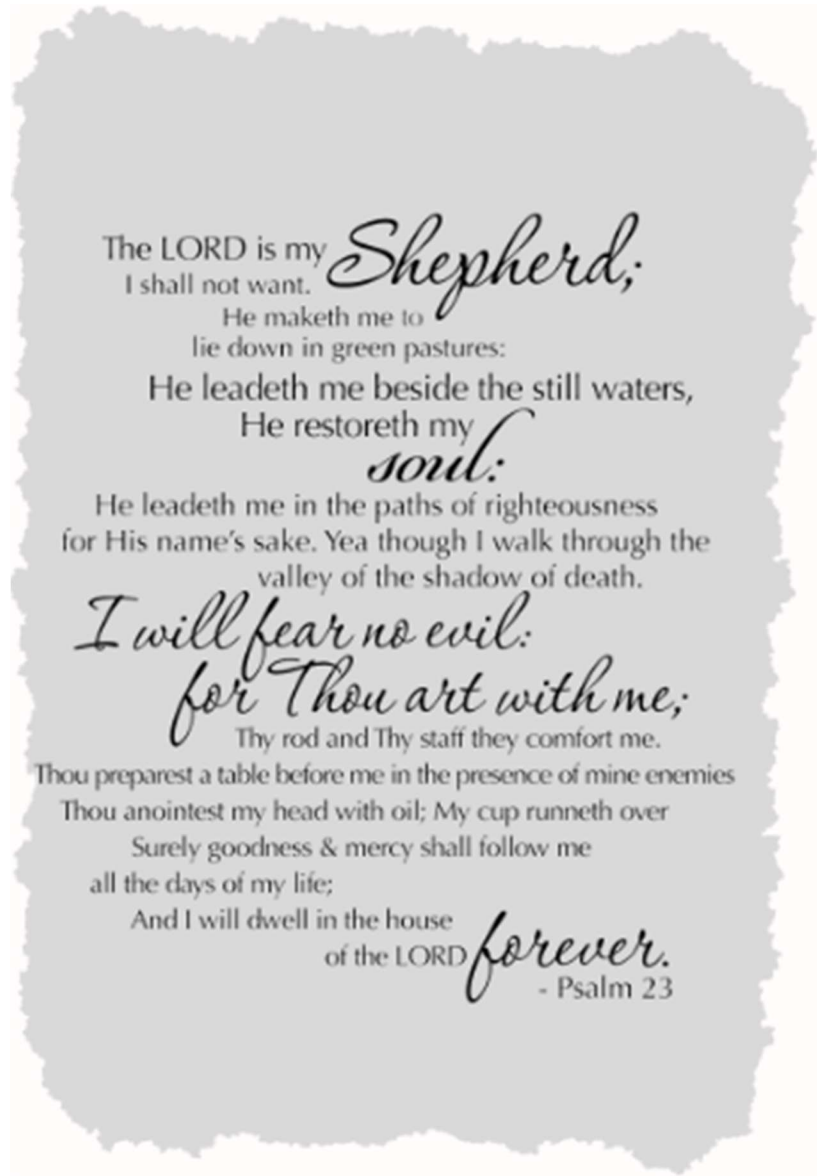 The LORD is my Shepherd;
I shall not want.
He maketh me to
lie down in green pastures:
He leadeth me beside the still waters,
He restoreth my
soul:
He leadeth me in the paths of righteousness
for His name's sake. Yea though I walk through the
valley of the shadow of death.
I will fear no evil:
for Thou art with me;
Thy rod and Thy staff they comfort me.
Thou preparest a table before me in the presence of mine enemies
Thou anointest my head with oil; My cup runneth over
Surely goodness & mercy shall follow me
all the days of my life;
And I will dwell in the house
of the LORD forever.
- Psalm 23